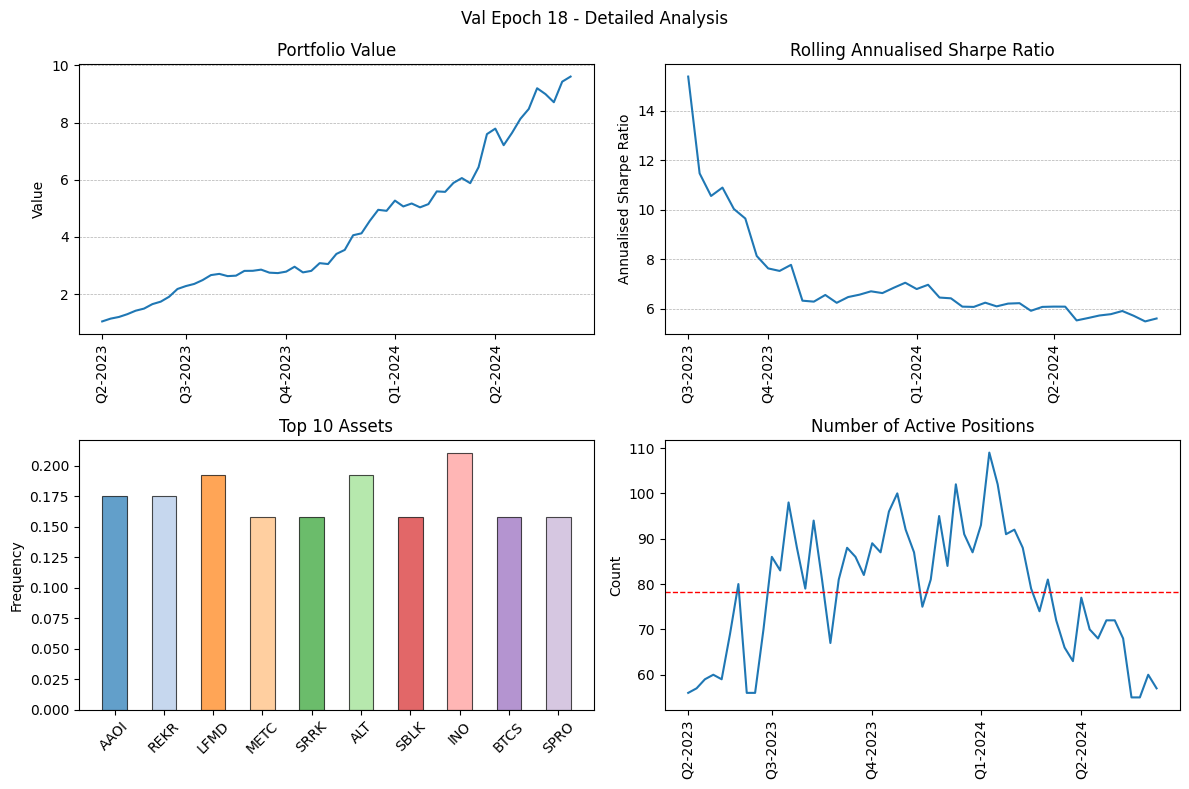 Val Epoch 18 - Detailed Analysis
Portfolio Value
Value
10
8
6
4
2
Q2-2023
Q3-2023
Q4-2023
Q1-2024
Q2-2024
Rolling Annualised Sharpe Ratio
Annualised Sharpe Ratio
14
12
10
8
6
Q3-2023
Q4-2023
Q1-2024
Q2-2024
Top 10 Assets
Frequency
0.200
0.175
0.150
0.125
0.100
0.075
0.050
0.025
0.000
AAOI
REKR
LFMD
METC
SRRK
ALT
SBLK
INO
BTCS
SPRO
Number of Active Positions
Count
110
100
90
80
70
60
Q2-2023
Q3-2023
Q4-2023
Q1-2024
Q2-2024